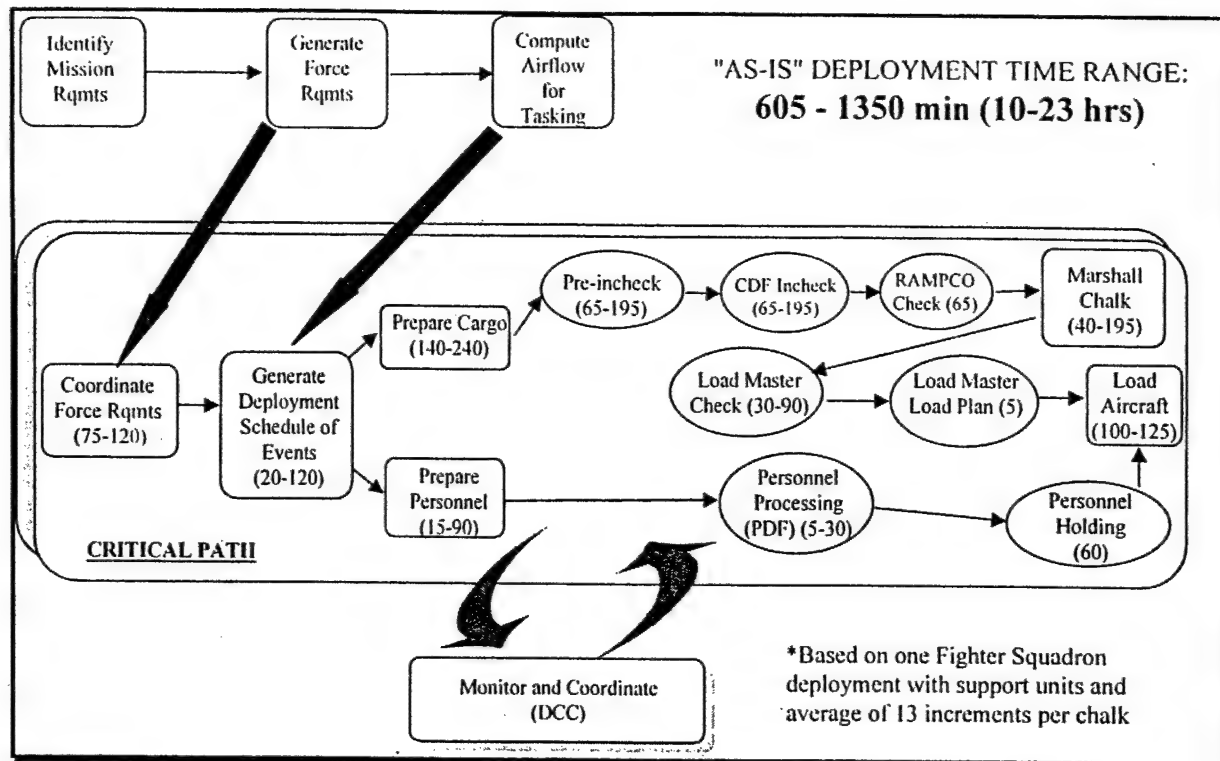 Identify
Mission
Rqmts
Generate
Force
Rqmts
Compute
Airflow
for
Tasking
"AS-IS" DEPLOYMENT TIME RANGE:
605 - 1350 min (10-23 hrs)
Pre-incheck
(65-195)
CDF Incheck
(65-195)
RAMPCO
Check (65)
Marshall
Chalk
(40-195)
Prepare Cargo
(140-240)
Coordinate
Force Rqmts
(75-120)
Generate
Deployment
Schedule of
Events
(20-120)
Load Master
Check (30-90)
Load Master
Load Plan (5)
Load
Aircraft
(100-125)
Prepare
Personnel
(15-90)
Personnel
Processing
(PDF) (5-30)
Personnel
Holding
(60)
CRITICAL PATH
Monitor and Coordinate
(DCC)
*Based on one Fighter Squadron
deployment with support units and
average of 13 increments per chalk